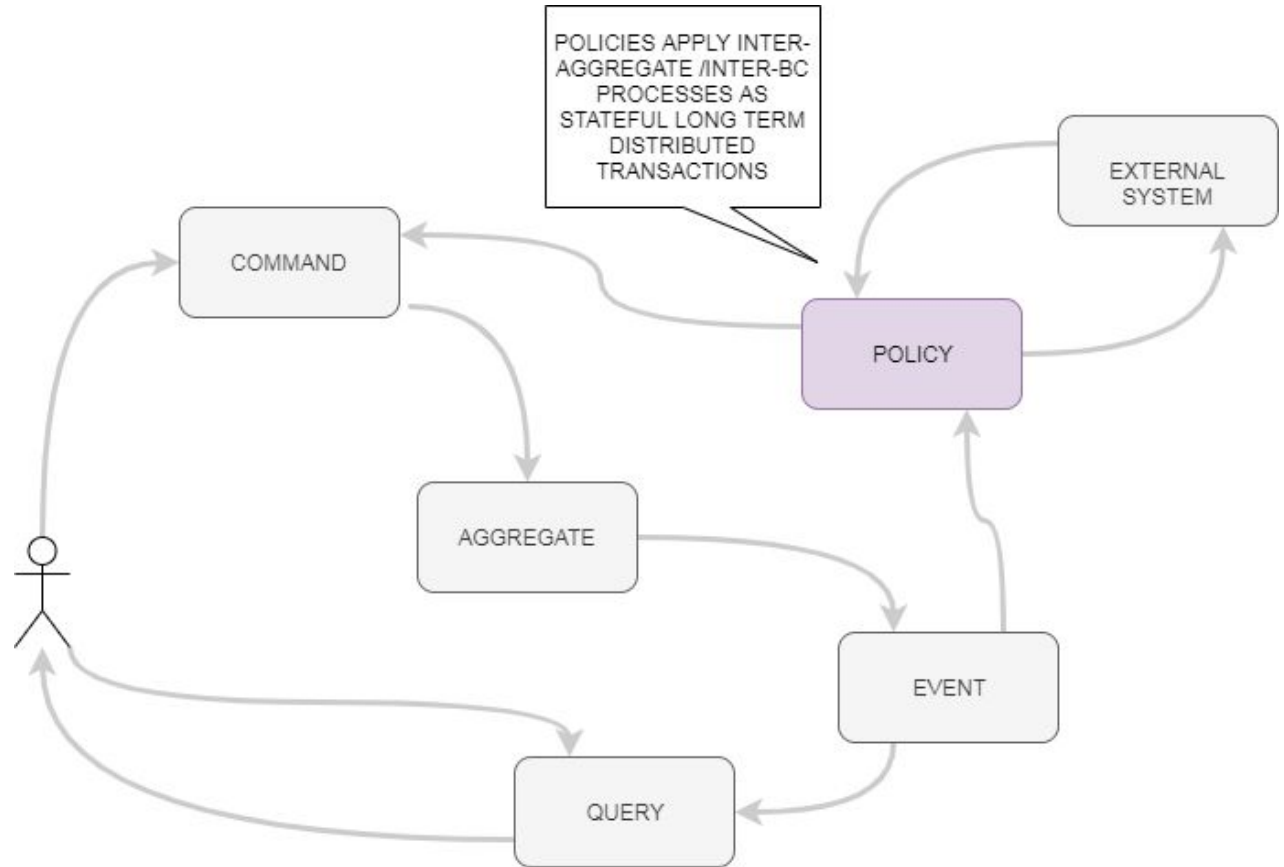 POLICIES APPLY INTER-
AGGREGATE /INTER-BC
PROCESSES AS
STATEFUL LONG TERM
DISTRIBUTED
TRANSACTIONS
EXTERNAL
SYSTEM
COMMAND
POLICY
AGGREGATE
EVENT
QUERY